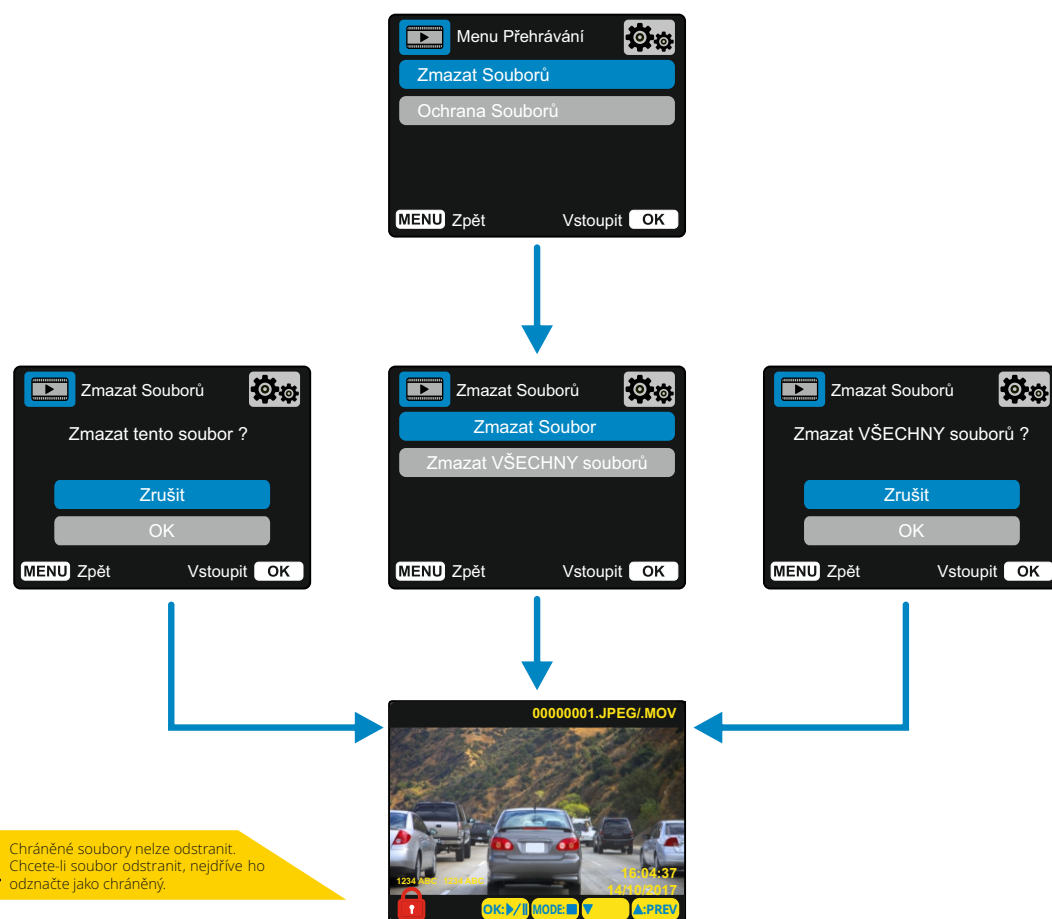 Menu Přehrávání
Zmazat Souborů
Ochrana Souborů
MENU Zpět Vstoupit OK
Zmazat Souborů
Zmazat tento soubor ?
Zrušit
OK
MENU Zpět Vstoupit OK
Zmazat Souborů
Zmazat Soubor
Zmazat VŠECHNY souborů
MENU Zpět Vstoupit OK
Zmazat Souborů
Zmazat VŠECHNY souborů ?
Zrušit
OK
MENU Zpět Vstoupit OK
00000001.JPEG/.MOV
16:04:37
1234 ABC
14/10/2017
OK: MODE: :PREV
Chráněné soubory nelze odstranit.
Chcete-li soubor odstranit, nejdříve ho
odznačte jako chráněný.